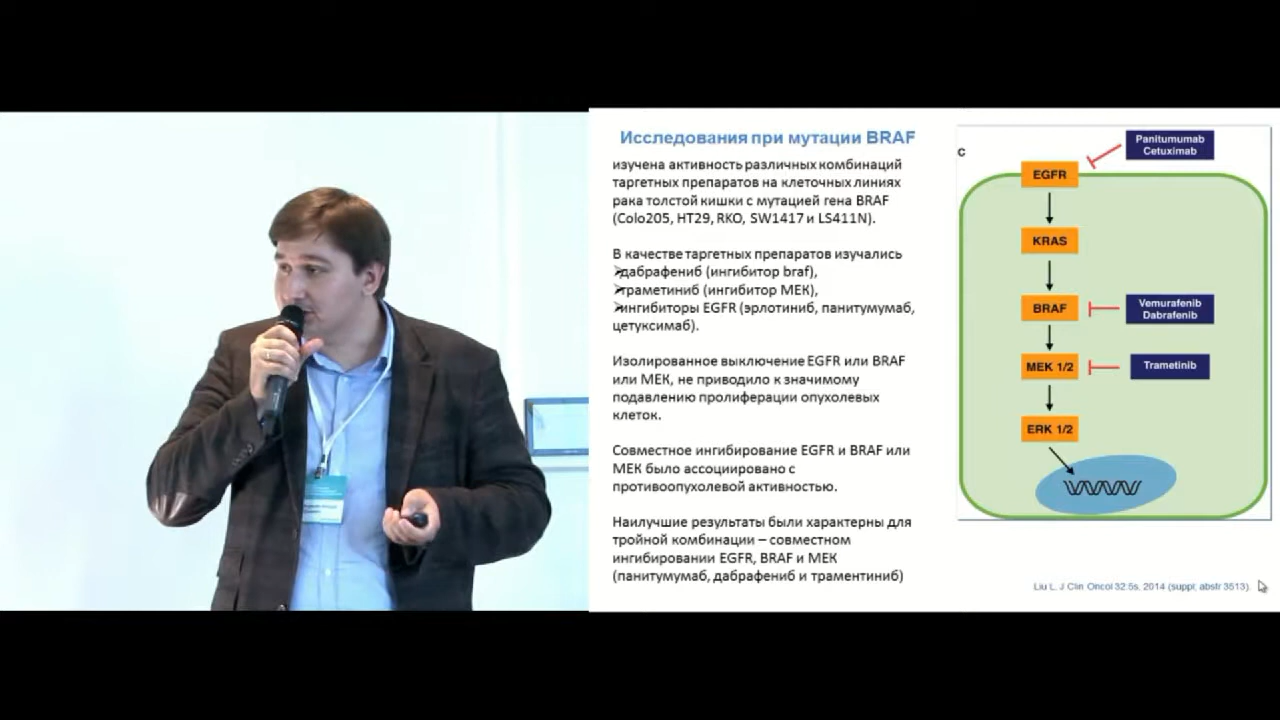 Исследования при мутации BRAF
изучена активность различных комбинаций
таргетных препаратов на клеточных линиях
рака толстой кишки с мутацией гена BRAF
(Colo205, HT29, RKO, SW1417 и LS411N).
В качестве таргетных препаратов изучались
➢дабрафениб (ингибитор braf),
➢траметиниб (ингибитор МЕК),
➢ингибиторы EGFR (эрлотиниб, панитумумаб,
цетуксимаб).
Изолированное выключение EGFR или BRAF
или МЕК, не приводило к значимому
подавлению пролиферации опухолевых
клеток.
Совместное ингибирование EGFR и BRAF или
МЕК было ассоциировано с
противоопухолевой активностью.
Наилучшие результаты были характерны для
тройной комбинации – совместном
ингибировании EGFR, BRAF и МЕК
(панитумумаб, дабрафениб и траментиниб)
C
Panitumumab
Cetuximab
EGFR
KRAS
BRAF
Vemurafenib
Dabrafenib
MEK 1/2
Trametinib
ERK 1/2
Liu L. J Clin Oncol 32:5s, 2014 (suppl; abstr 3513).